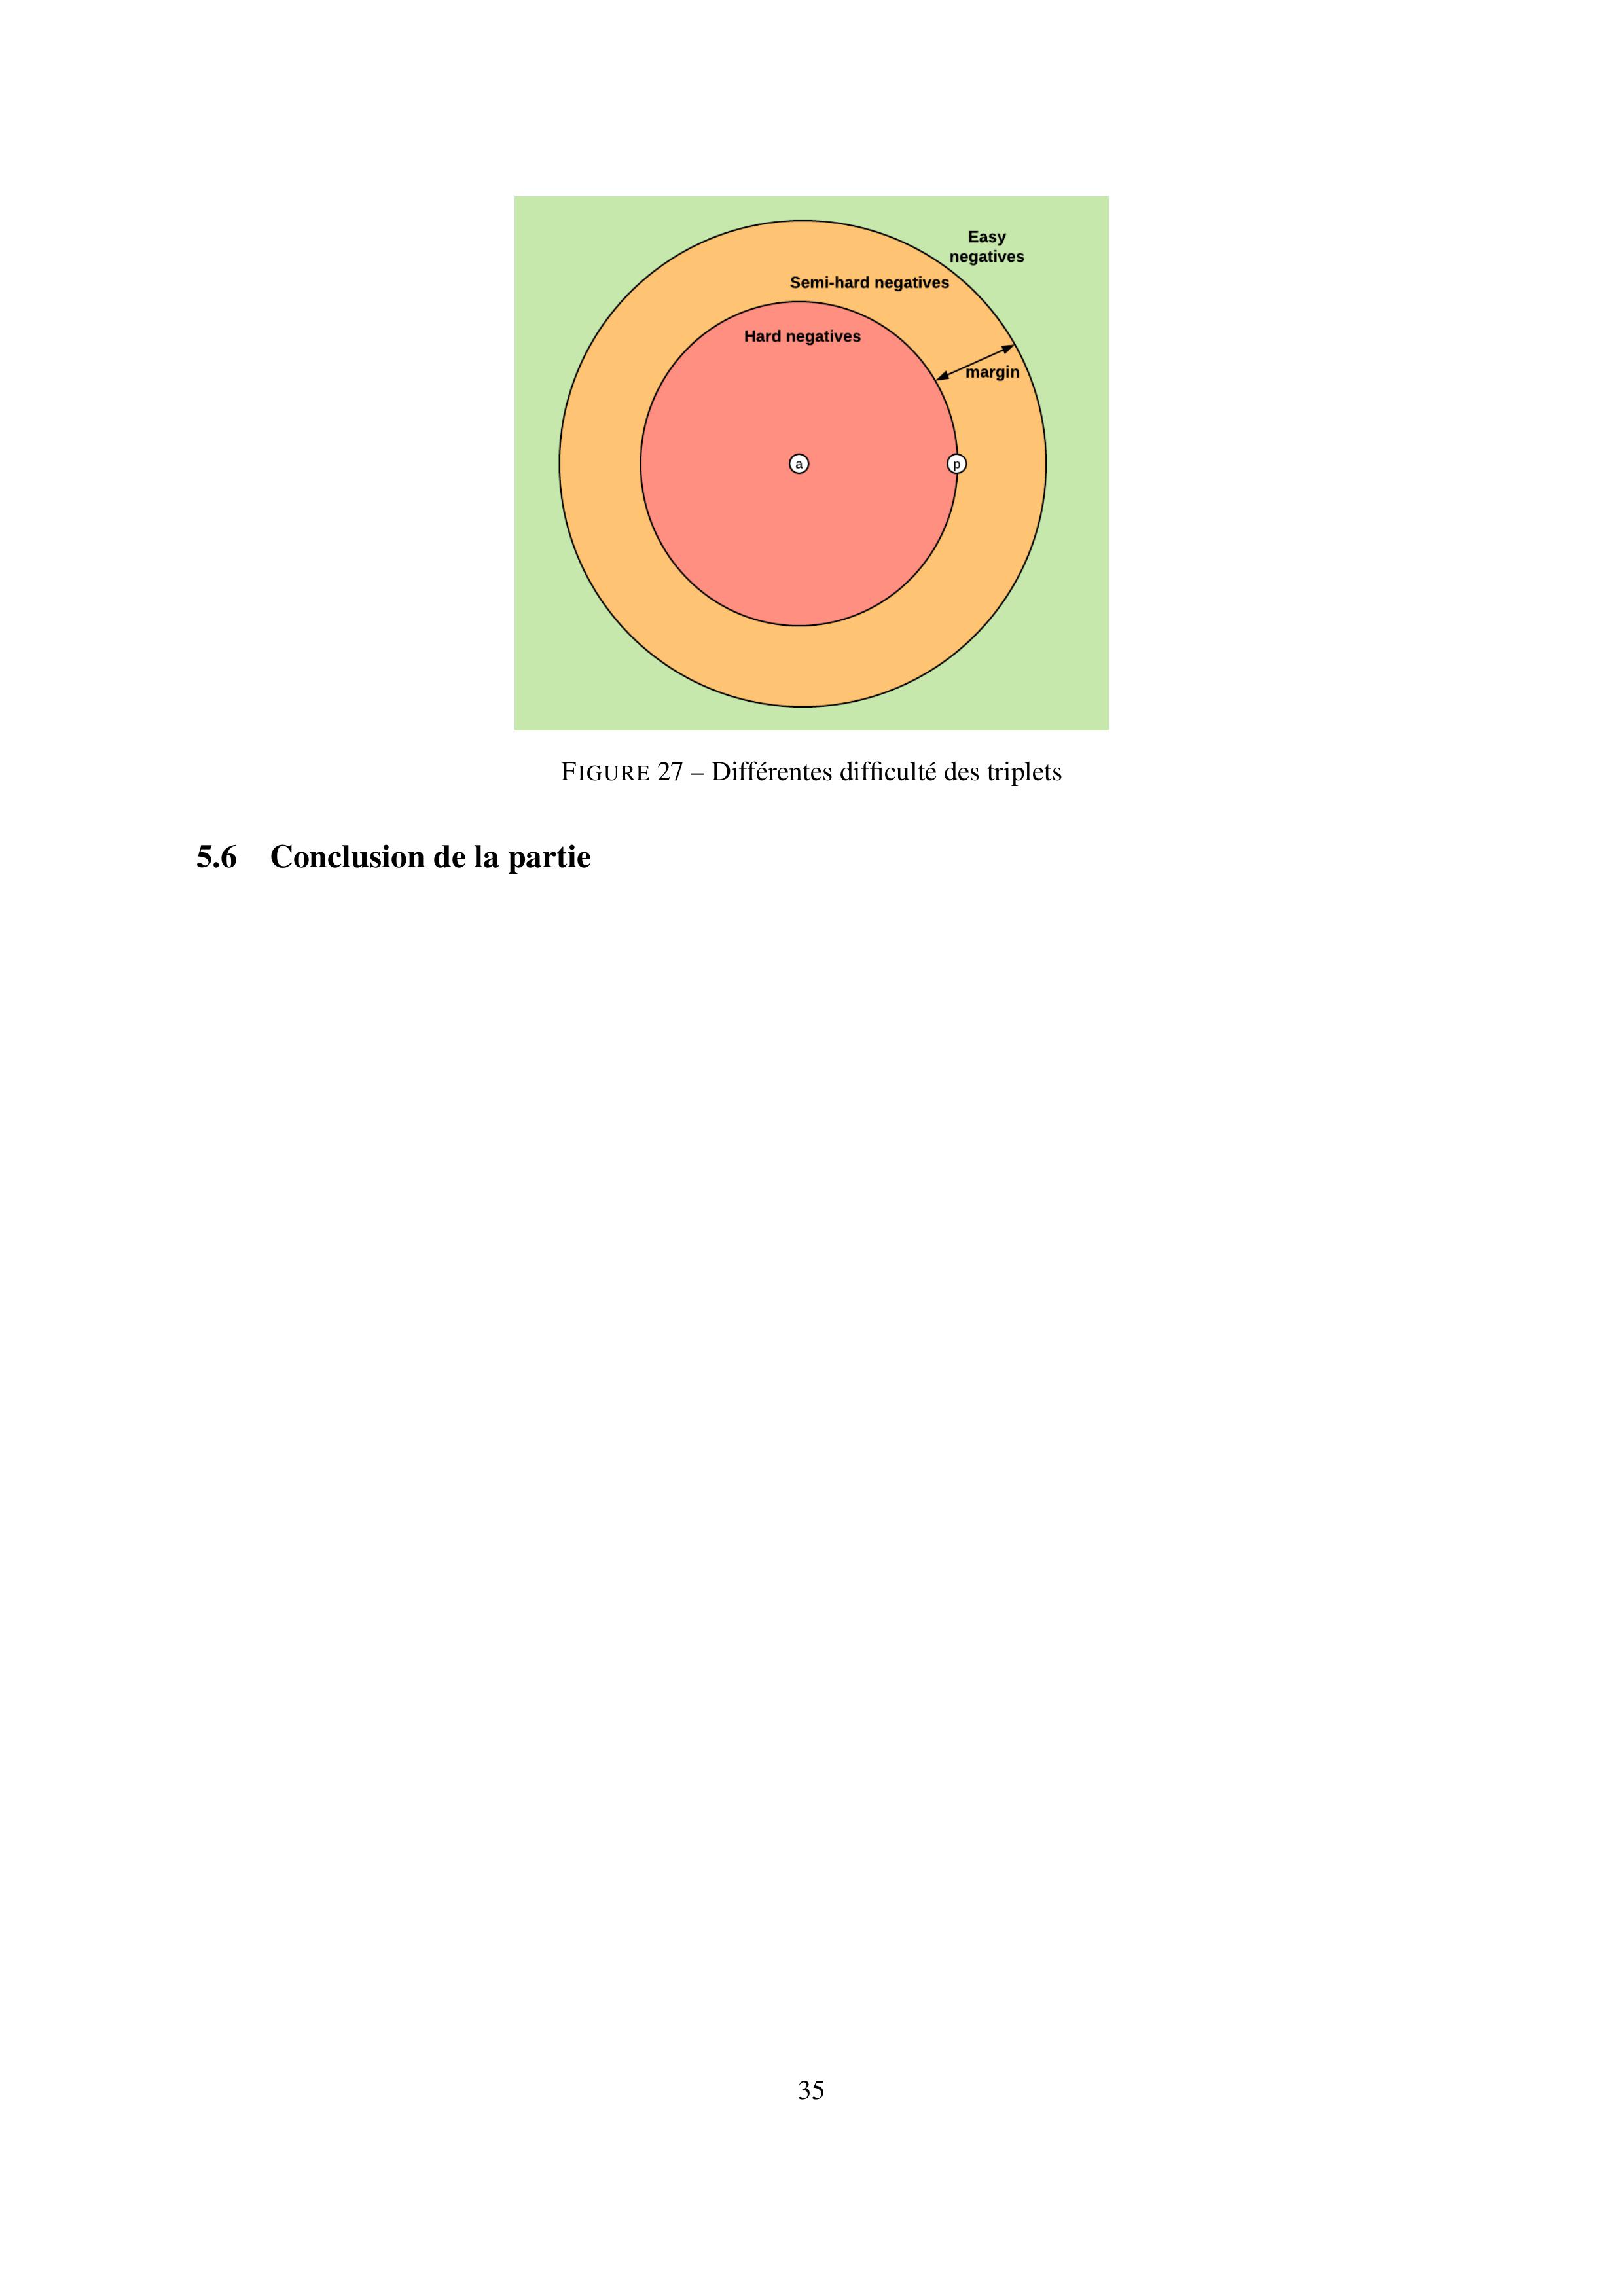 Easy
negatives
Semi-hard negatives
Hard negatives
margin
a
p
FIGURE 27 – Différentes difficulté des triplets
5.6 Conclusion de la partie
35